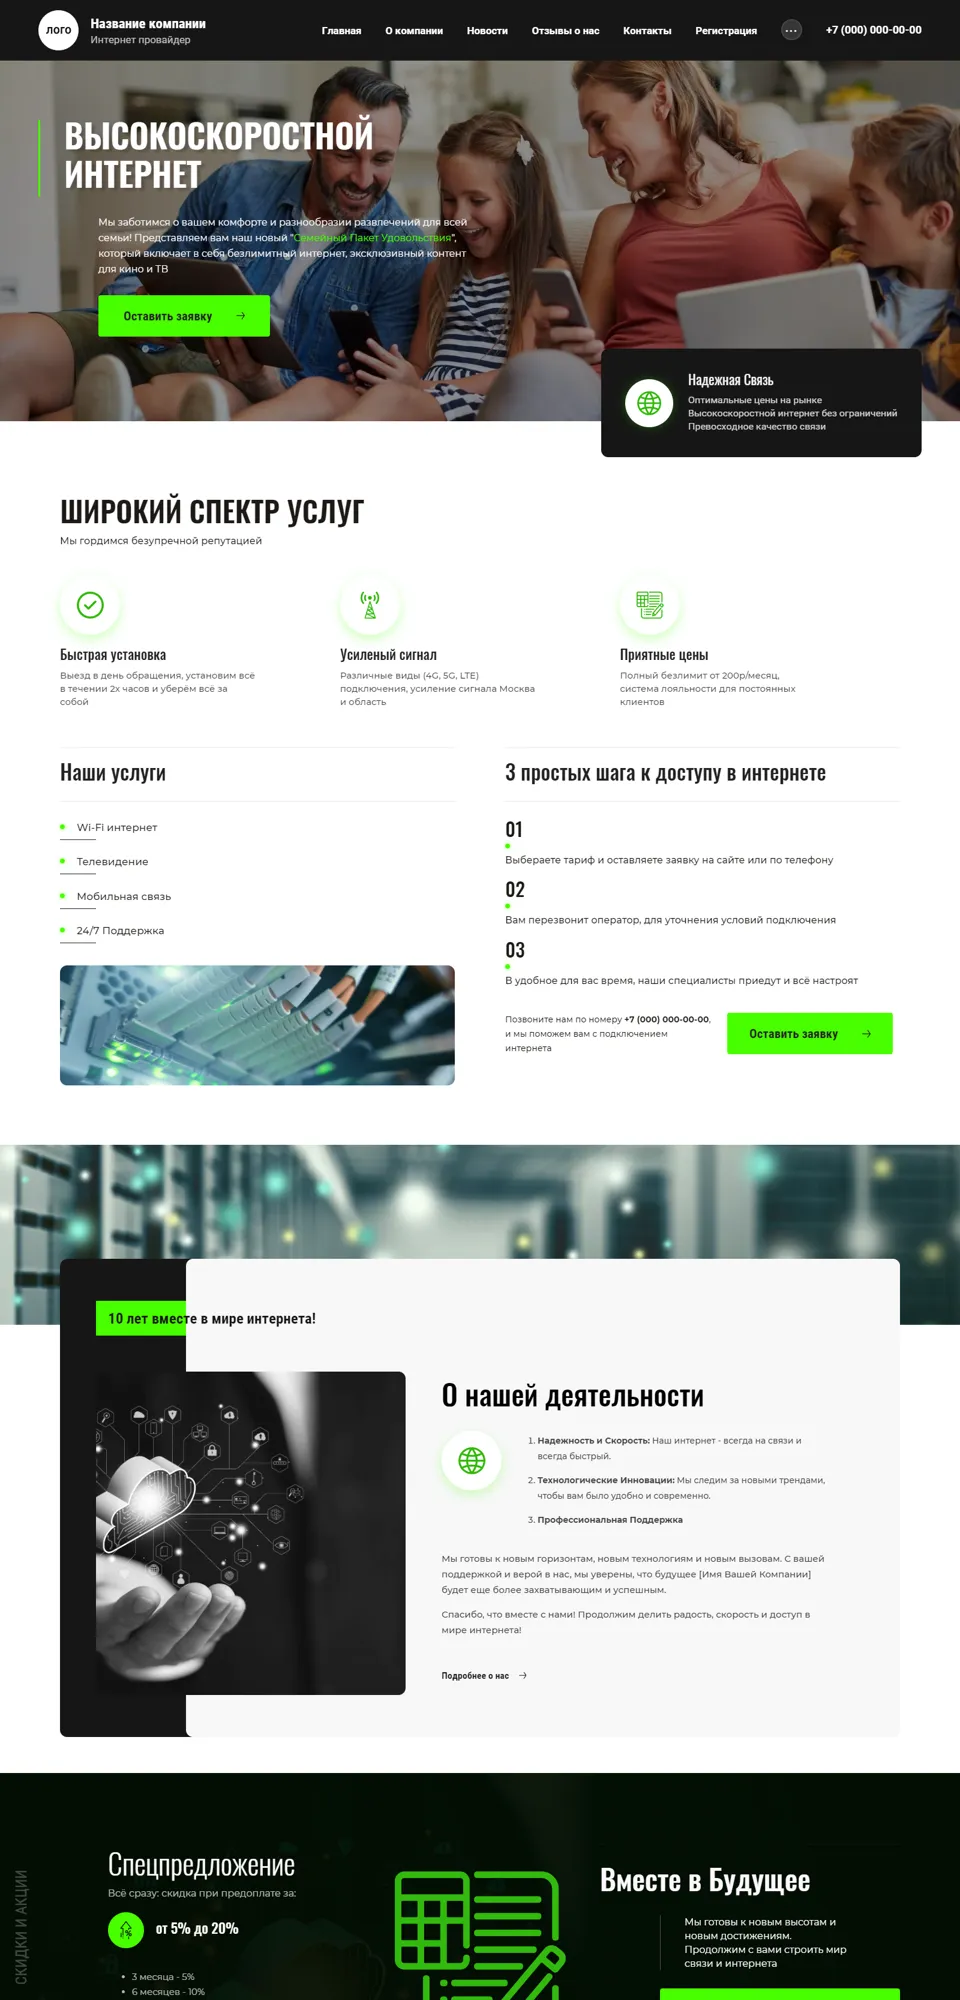 ЛОГО
Название компании
Интернет провайдер
Главная
О компании
Новости
Отзывы о нас
Контакты
Регистрация
+7 (000) 000-00-00
ВЫСОКОСКОРОСТНОЙ
ИНТЕРНЕТ
Мы заботимся о вашем комфорте и разнообразии развлечений для всей
семьи! Представляем вам наш новый "Семейный Пакет Удовольствия",
который включает в себя безлимитный интернет, эксклюзивный контент
для кино и ТВ
Оставить заявку
Надежная Связь
Оптимальные цены на рынке
Высокоскоростной интернет без ограничений
Превосходное качество связи
ШИРОКИЙ СПЕКТР УСЛУГ
Мы гордимся безупречной репутацией
Быстрая установка
Выезд в день обращения, установим всё
в течении 2х часов и уберём всё за
собой
Усиленый сигнал
Различные виды (4G, 5G, LTE)
подключения, усиление сигнала Москва
и область
Приятные цены
Полный безлимит от 200р/месяц,
система лояльности для постоянных
клиентов
Наши услуги
Wi-Fi интернет
Телевидение
Мобильная связь
24/7 Поддержка
3 простых шага к доступу в интернете
01
Выбераете тариф и оставляете заявку на сайте или по телефону
02
Вам перезвонит оператор, для уточнения условий подключения
03
В удобное для вас время, наши специалисты приедут и всё настроят
Позвоните нам по номеру +7 (000) 000-00-00,
и мы поможем вам с подключением
интернета
Оставить заявку
10 лет вместе в мире интернета!
О нашей деятельности
1. Надежность и Скорость: Наш интернет - всегда на связи и
всегда быстрый.
2. Технологические Инновации: Мы следим за новыми трендами,
чтобы вам было удобно и современно.
3. Профессиональная Поддержка
Мы готовы к новым горизонтам, новым технологиям и новым вызовам. С вашей
поддержкой и верой в нас, мы уверены, что будущее [Имя Вашей Компании]
будет еще более захватывающим и успешным.
Спасибо, что вместе с нами! Продолжим делить радость, скорость и доступ в
мире интернета!
Подробнее о нас
СКИДКИ И АКЦИИ
Спецпредложение
Всё сразу: скидка при предоплате за:
от 5% до 20%
3 месяца - 5%
6 месяцев - 10%
Вместе в Будущее
Мы готовы к новым высотам и
новым достижениям.
Продолжим с вами строить мир
связи и интернета